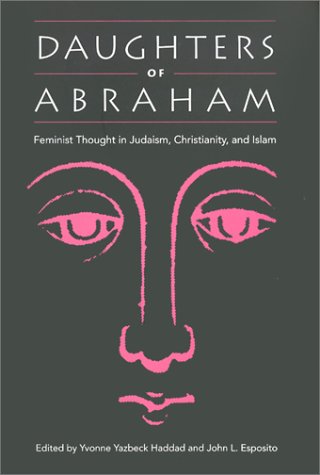 DAUGHTERS
OF
ABRAHAM
Feminist Thought in Judaism, Christianity, and Islam
Edited by Yvonne Yazbeck Haddad and John L. Esposito